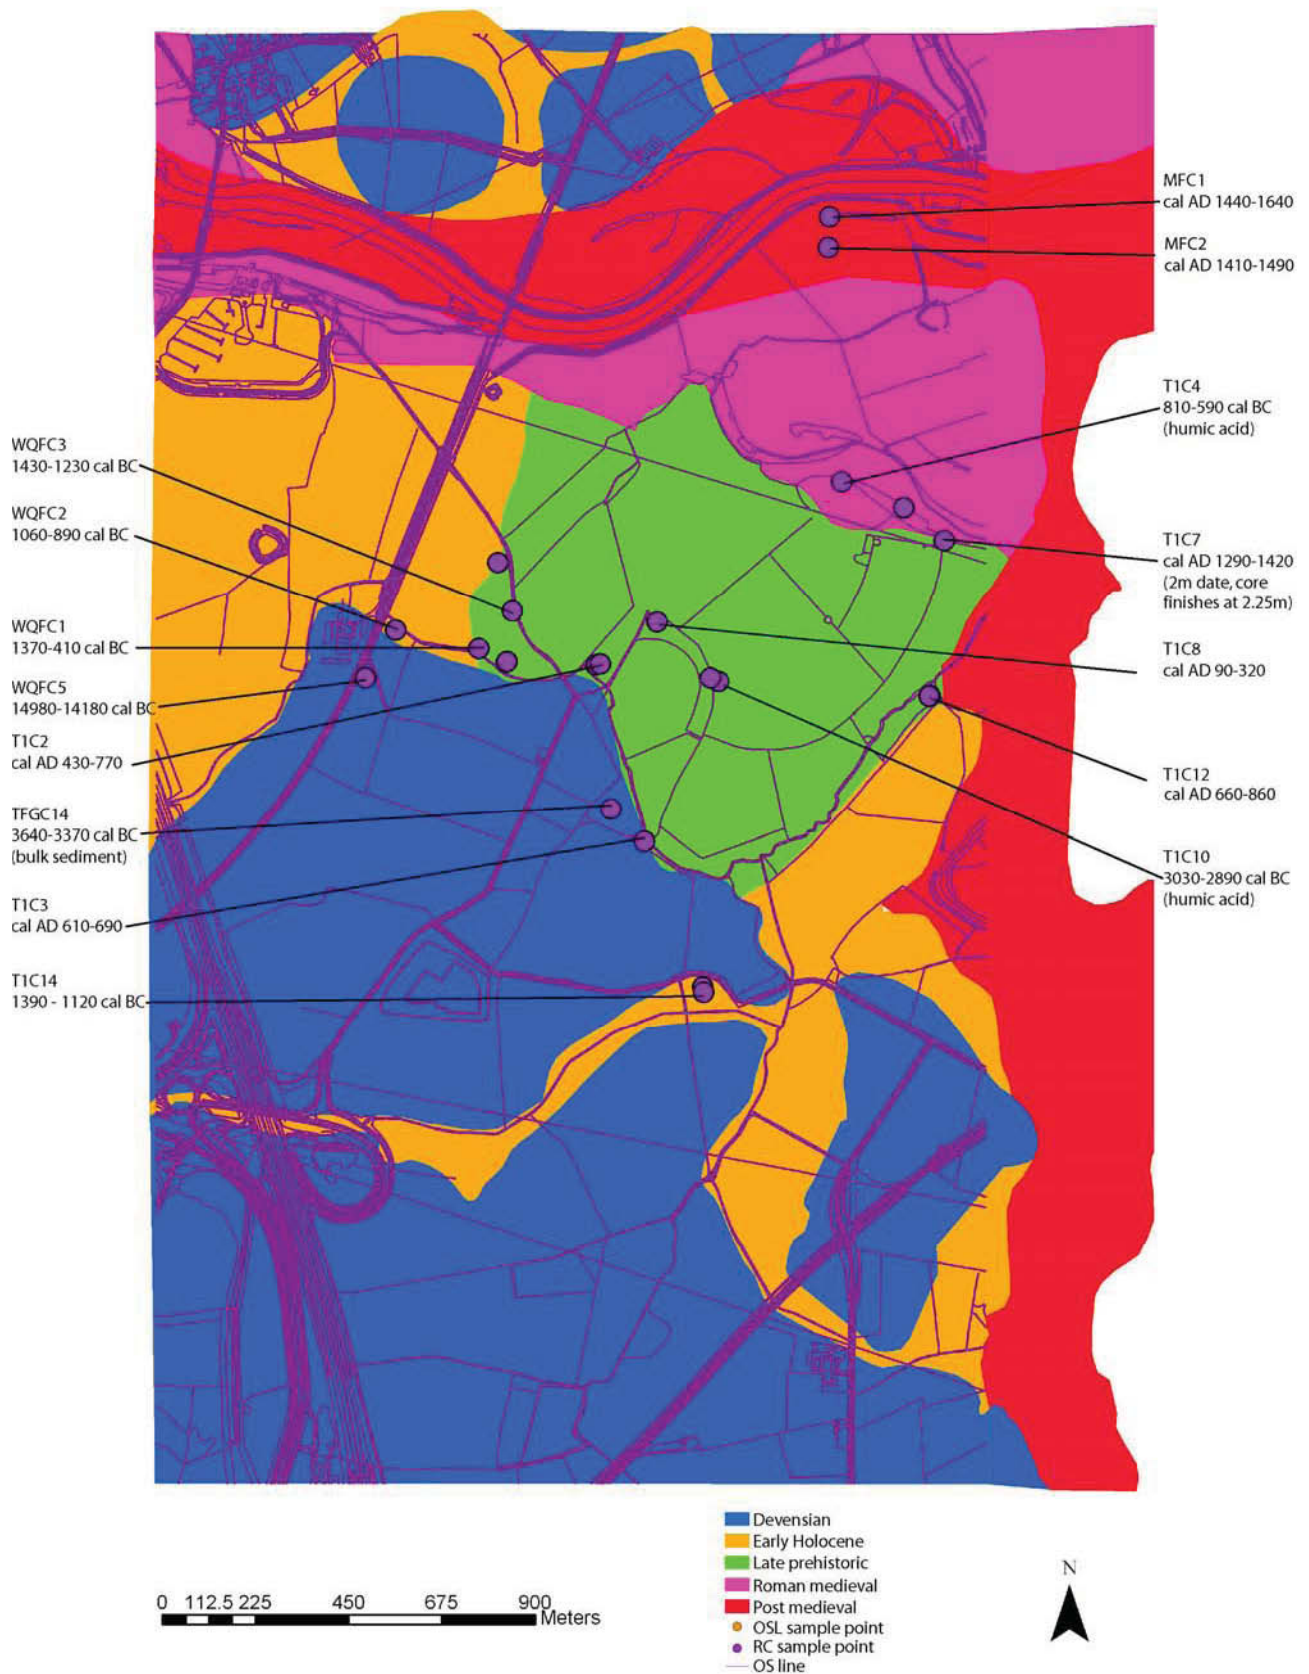 MFC1
cal AD 1440-1640
MFC2
cal AD 1410-1490
T1C4
810-590 cal BC
(humic acid)
WQFC3
1430-1230 cal BC
WQFC2
1060-890 cal BC
T1C7
cal AD 1290-1420
(2m date, core
finishes at 2.25m)
WQFC1
1370-410 cal BC
T1C8
cal AD 90-320
WQFC5
14980-14180 cal BC
T1C2
cal AD 430-770
T1C12
cal AD 660-860
TFGC14
3640-3370 cal BC
(bulk sediment)
T1C10
3030-2890 cal BC
(humic acid)
T1C3
cal AD 610-690
T1C14
1390 - 1120 cal BC
Devensian
Early Holocene
Late prehistoric
Roman medieval
Post medieval
OSL sample point
RC sample point
OS line
0 112.5 225 450 675 900
Meters
N